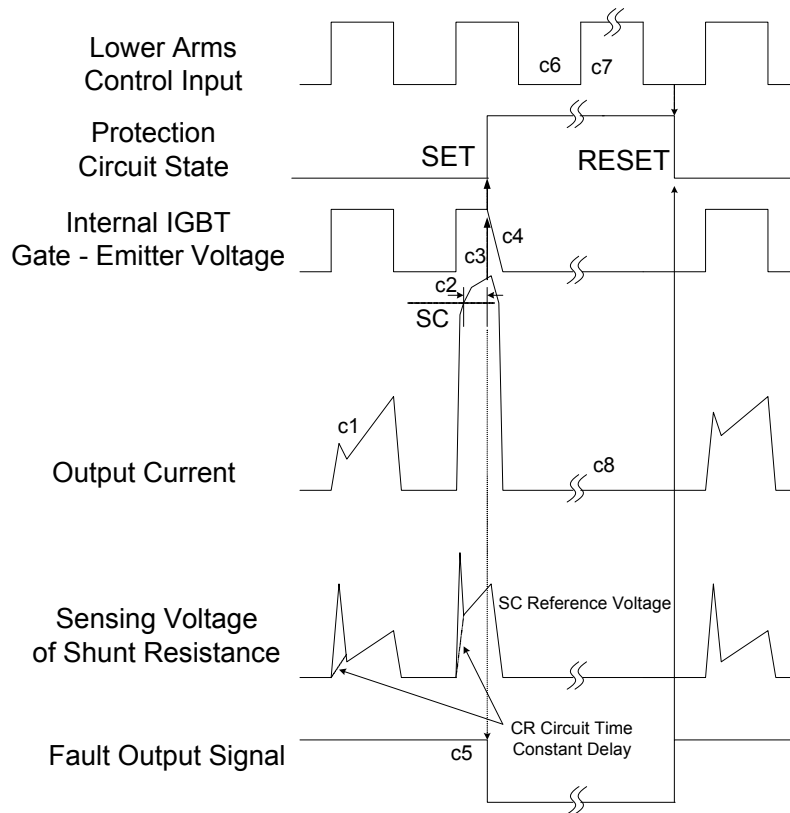 Lower Arms
Control Input
c6
c7
Protection
Circuit State
SET
RESET
Internal IGBT
Gate - Emitter Voltage
c3
c4
c2
SC
c1
Output Current
c8
SC Reference Voltage
Sensing Voltage
of Shunt Resistance
CR Circuit Time
Constant Delay
Fault Output Signal
c5